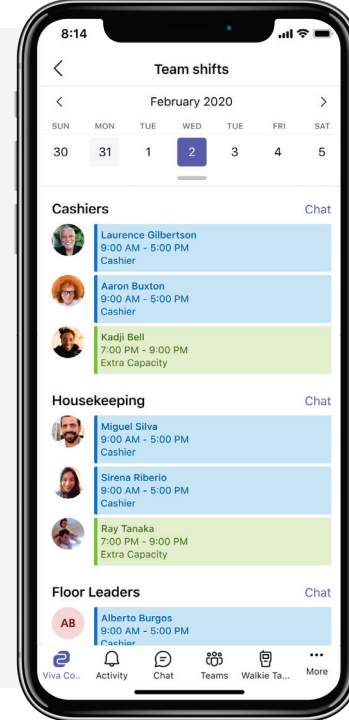 8:14
Team shifts
February 2020
SUN MON TUE WED TUE FRI SAT
30 31 1 2 3 4 5
Cashiers Chat
Laurence Gilbertson
9:00 AM - 5:00 PM
Cashier
Aaron Buxton
9:00 AM - 5:00 PM
Cashier
Kadji Bell
7:00 PM - 9:00 PM
Extra Capacity
Housekeeping Chat
Miguel Silva
9:00 AM - 5:00 PM
Cashier
Sirena Riberio
9:00 AM - 5:00 PM
Cashier
Ray Tanaka
7:00 PM - 9:00 PM
Extra Capacity
Floor Leaders Chat
AB Alberto Burgos
9:00 AM - 5:00 PM
Cashier
Viva Co.. Activity Chat Teams Walkie Ta... More